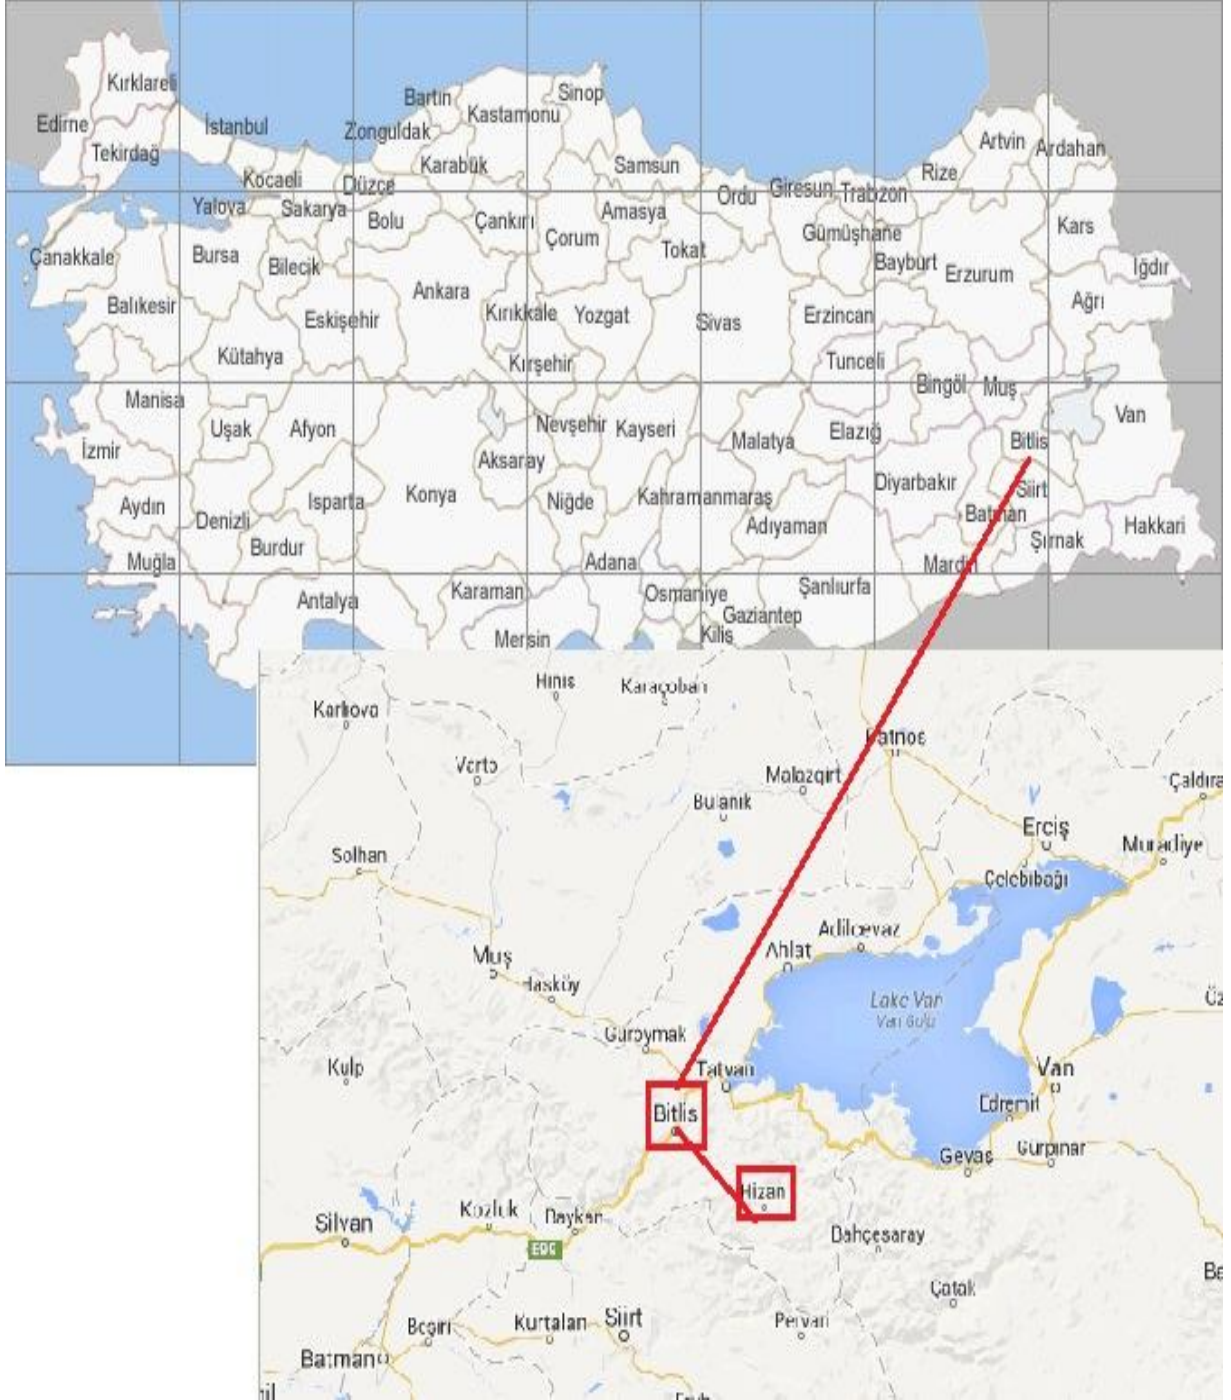 Kırklareli
Edirne
Tekirdağ
İstanbul
Kocaeli
Yalova
Sakarya
Düzce
Zonguldak
Bartın
Kastamonu
Sinop
Karabük
Bolu
Çankırı
Çorum
Samsun
Amasya
Tokat
Ordu
Giresun
Trabzon
Rize
Artvin
Ardahan
Gümüşhane
Bayburt
Erzurum
Kars
Iğdır
Ağrı
Çanakkale
Bursa
Bilecik
Balıkesir
Eskişehir
Ankara
Kırıkkale
Yozgat
Sivas
Erzincan
Kütahya
Kırşehir
Tunceli
Bingöl
Muş
Van
Manisa
Uşak
Afyon
Nevşehir
Kayseri
Malatya
Elazığ
Bitlis
İzmir
Aksaray
Diyarbakır
Siirt
Aydın
Denizli
Isparta
Konya
Niğde
Kahramanmaraş
Adıyaman
Batman
Şırnak
Hakkari
Muğla
Burdur
Adana
Mardin
Antalya
Karaman
Osmaniye
Şanlıurfa
Gaziantep
Mersin
Kilis
Hınıs
Karaçoban
Karlıova
Patnos
Varto
Malazgirt
Çaldıra
Bulanık
Erciş
Muradiye
Solhan
Çelebibağı
Adilcevaz
Ahlat
Muş
Hasköy
Lake Van
Van Gölü
Güroymak
Kulp
Tatvan
Van
Edremit
Bitlis
Gevaş
Gürpınar
Hizan
Silvan
Kozluk
Baykan
Bahçesaray
E99
Çatak
Be
Beşiri
Kurtalan
Siirt
Pervari
Batman